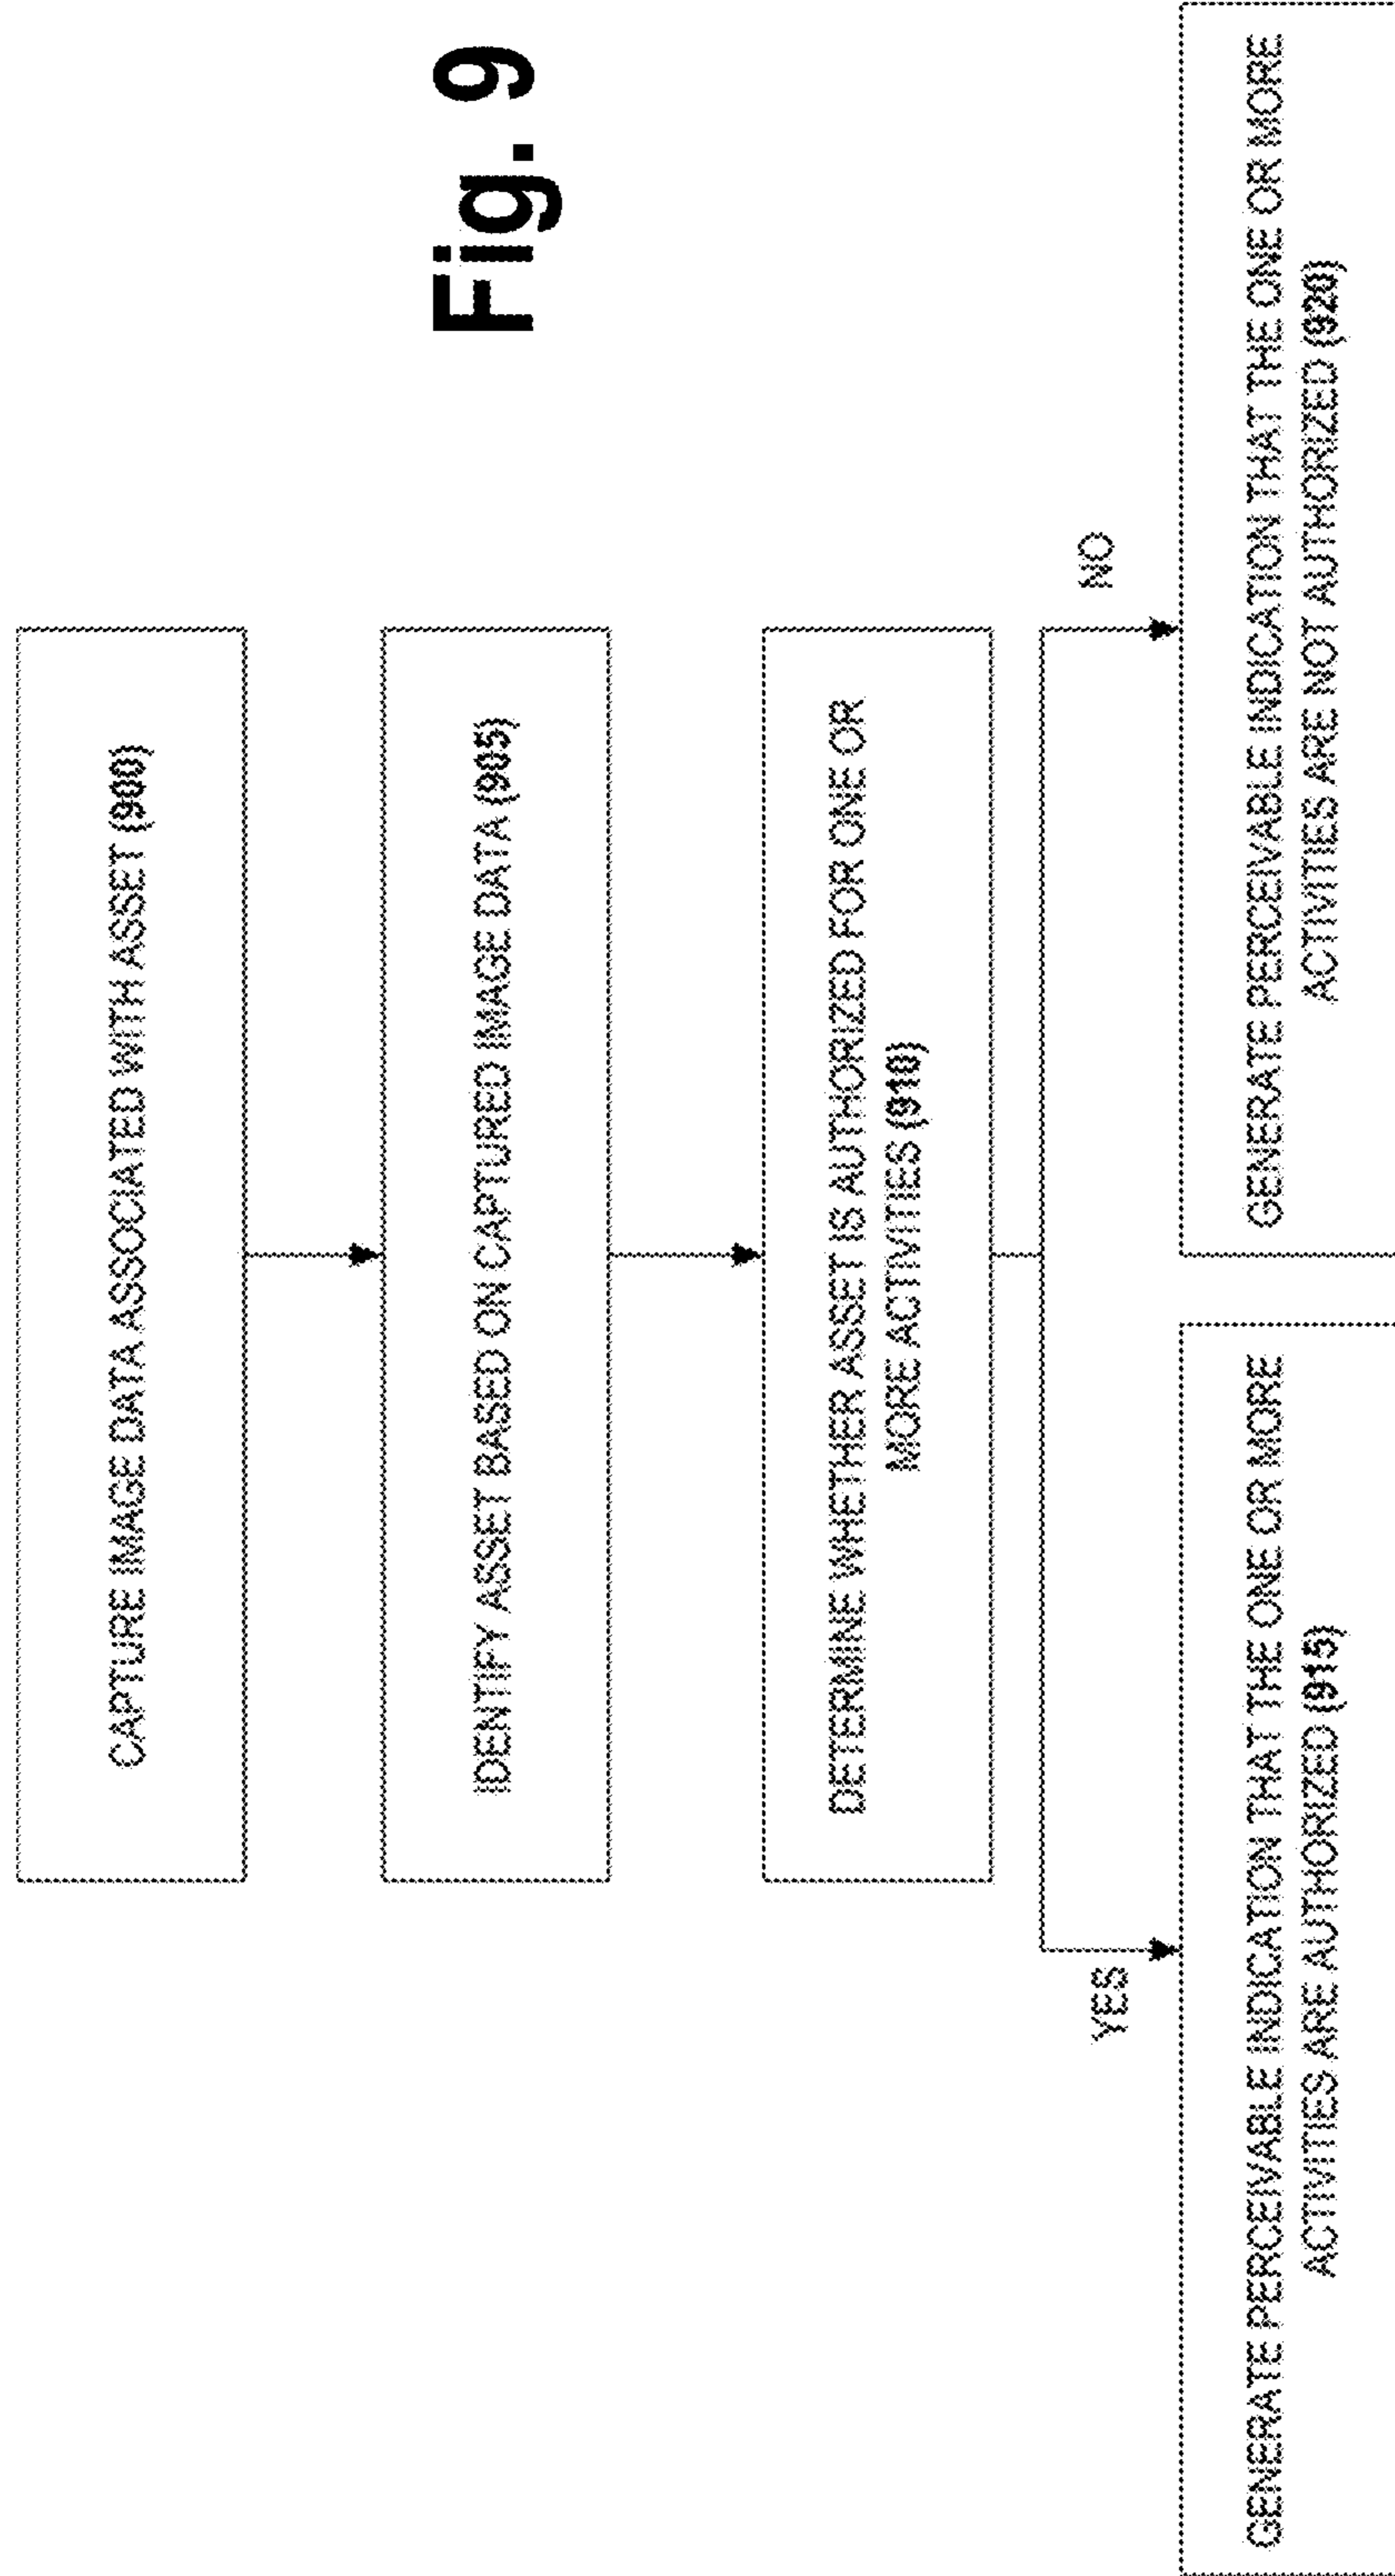 CAPTURE IMAGE DATA ASSOCIATED WITH ASSET (900)
IDENTIFY ASSET BASED ON CAPTURED IMAGE DATA (905)
DETERMINE WHETHER ASSET IS AUTHORIZED FOR ONE OR
MORE ACTIVITIES (910)
YES
NO
GENERATE PERCEIVABLE INDICATION THAT THE ONE OR MORE
ACTIVITIES ARE AUTHORIZED (915)
GENERATE PERCEIVABLE INDICATION THAT THE ONE OR MORE
ACTIVITIES ARE NOT AUTHORIZED (920)
Fig. 9